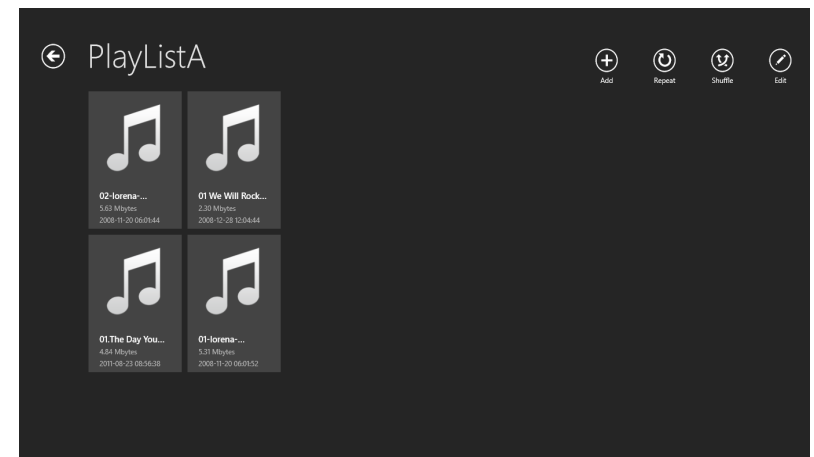 PlayListA
Add
Repeat
Shuffle
Edit
02-lorena-...
5.63 Mbytes
2008-11-20 06:01:44
01 We Will Rock...
2.30 Mbytes
2008-12-28 12:04:44
01.The Day You...
4.84 Mbytes
2011-08-23 08:56:38
01-lorena-...
5.31 Mbytes
2008-11-20 06:01:52